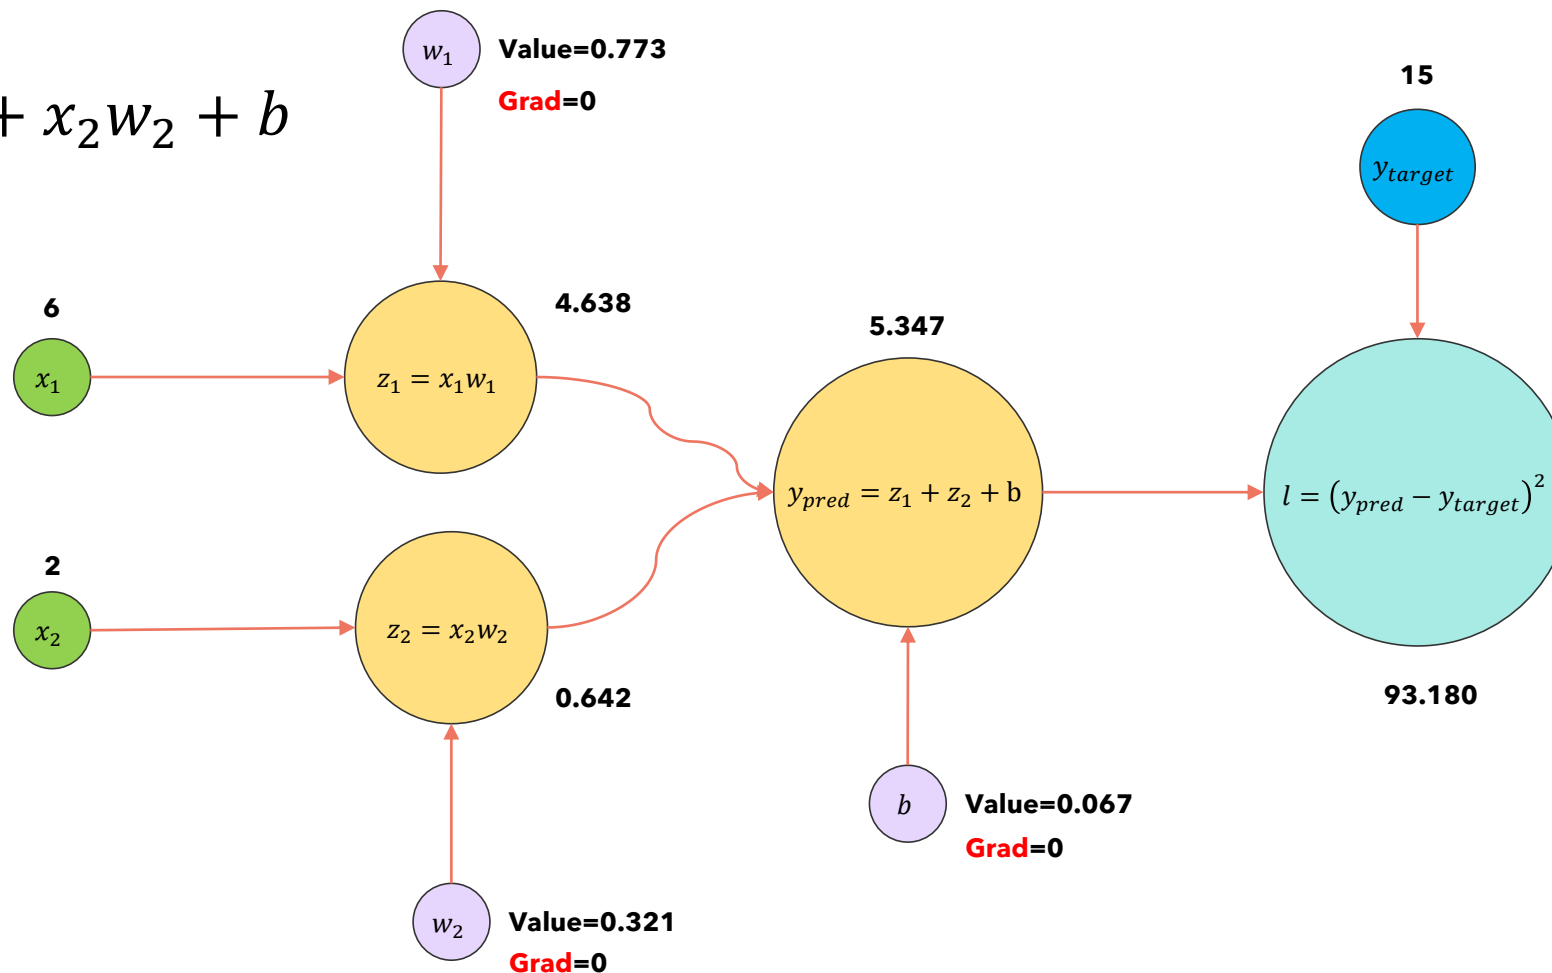 + x₂w₂ + b
w₁
Value=0.773
Grad=0
15
y_target
6
x₁
z₁ = x₁w₁
4.638
5.347
y_pred = z₁ + z₂ + b
l = (y_pred − y_target)²
2
x₂
z₂ = x₂w₂
0.642
93.180
b
Value=0.067
Grad=0
w₂
Value=0.321
Grad=0